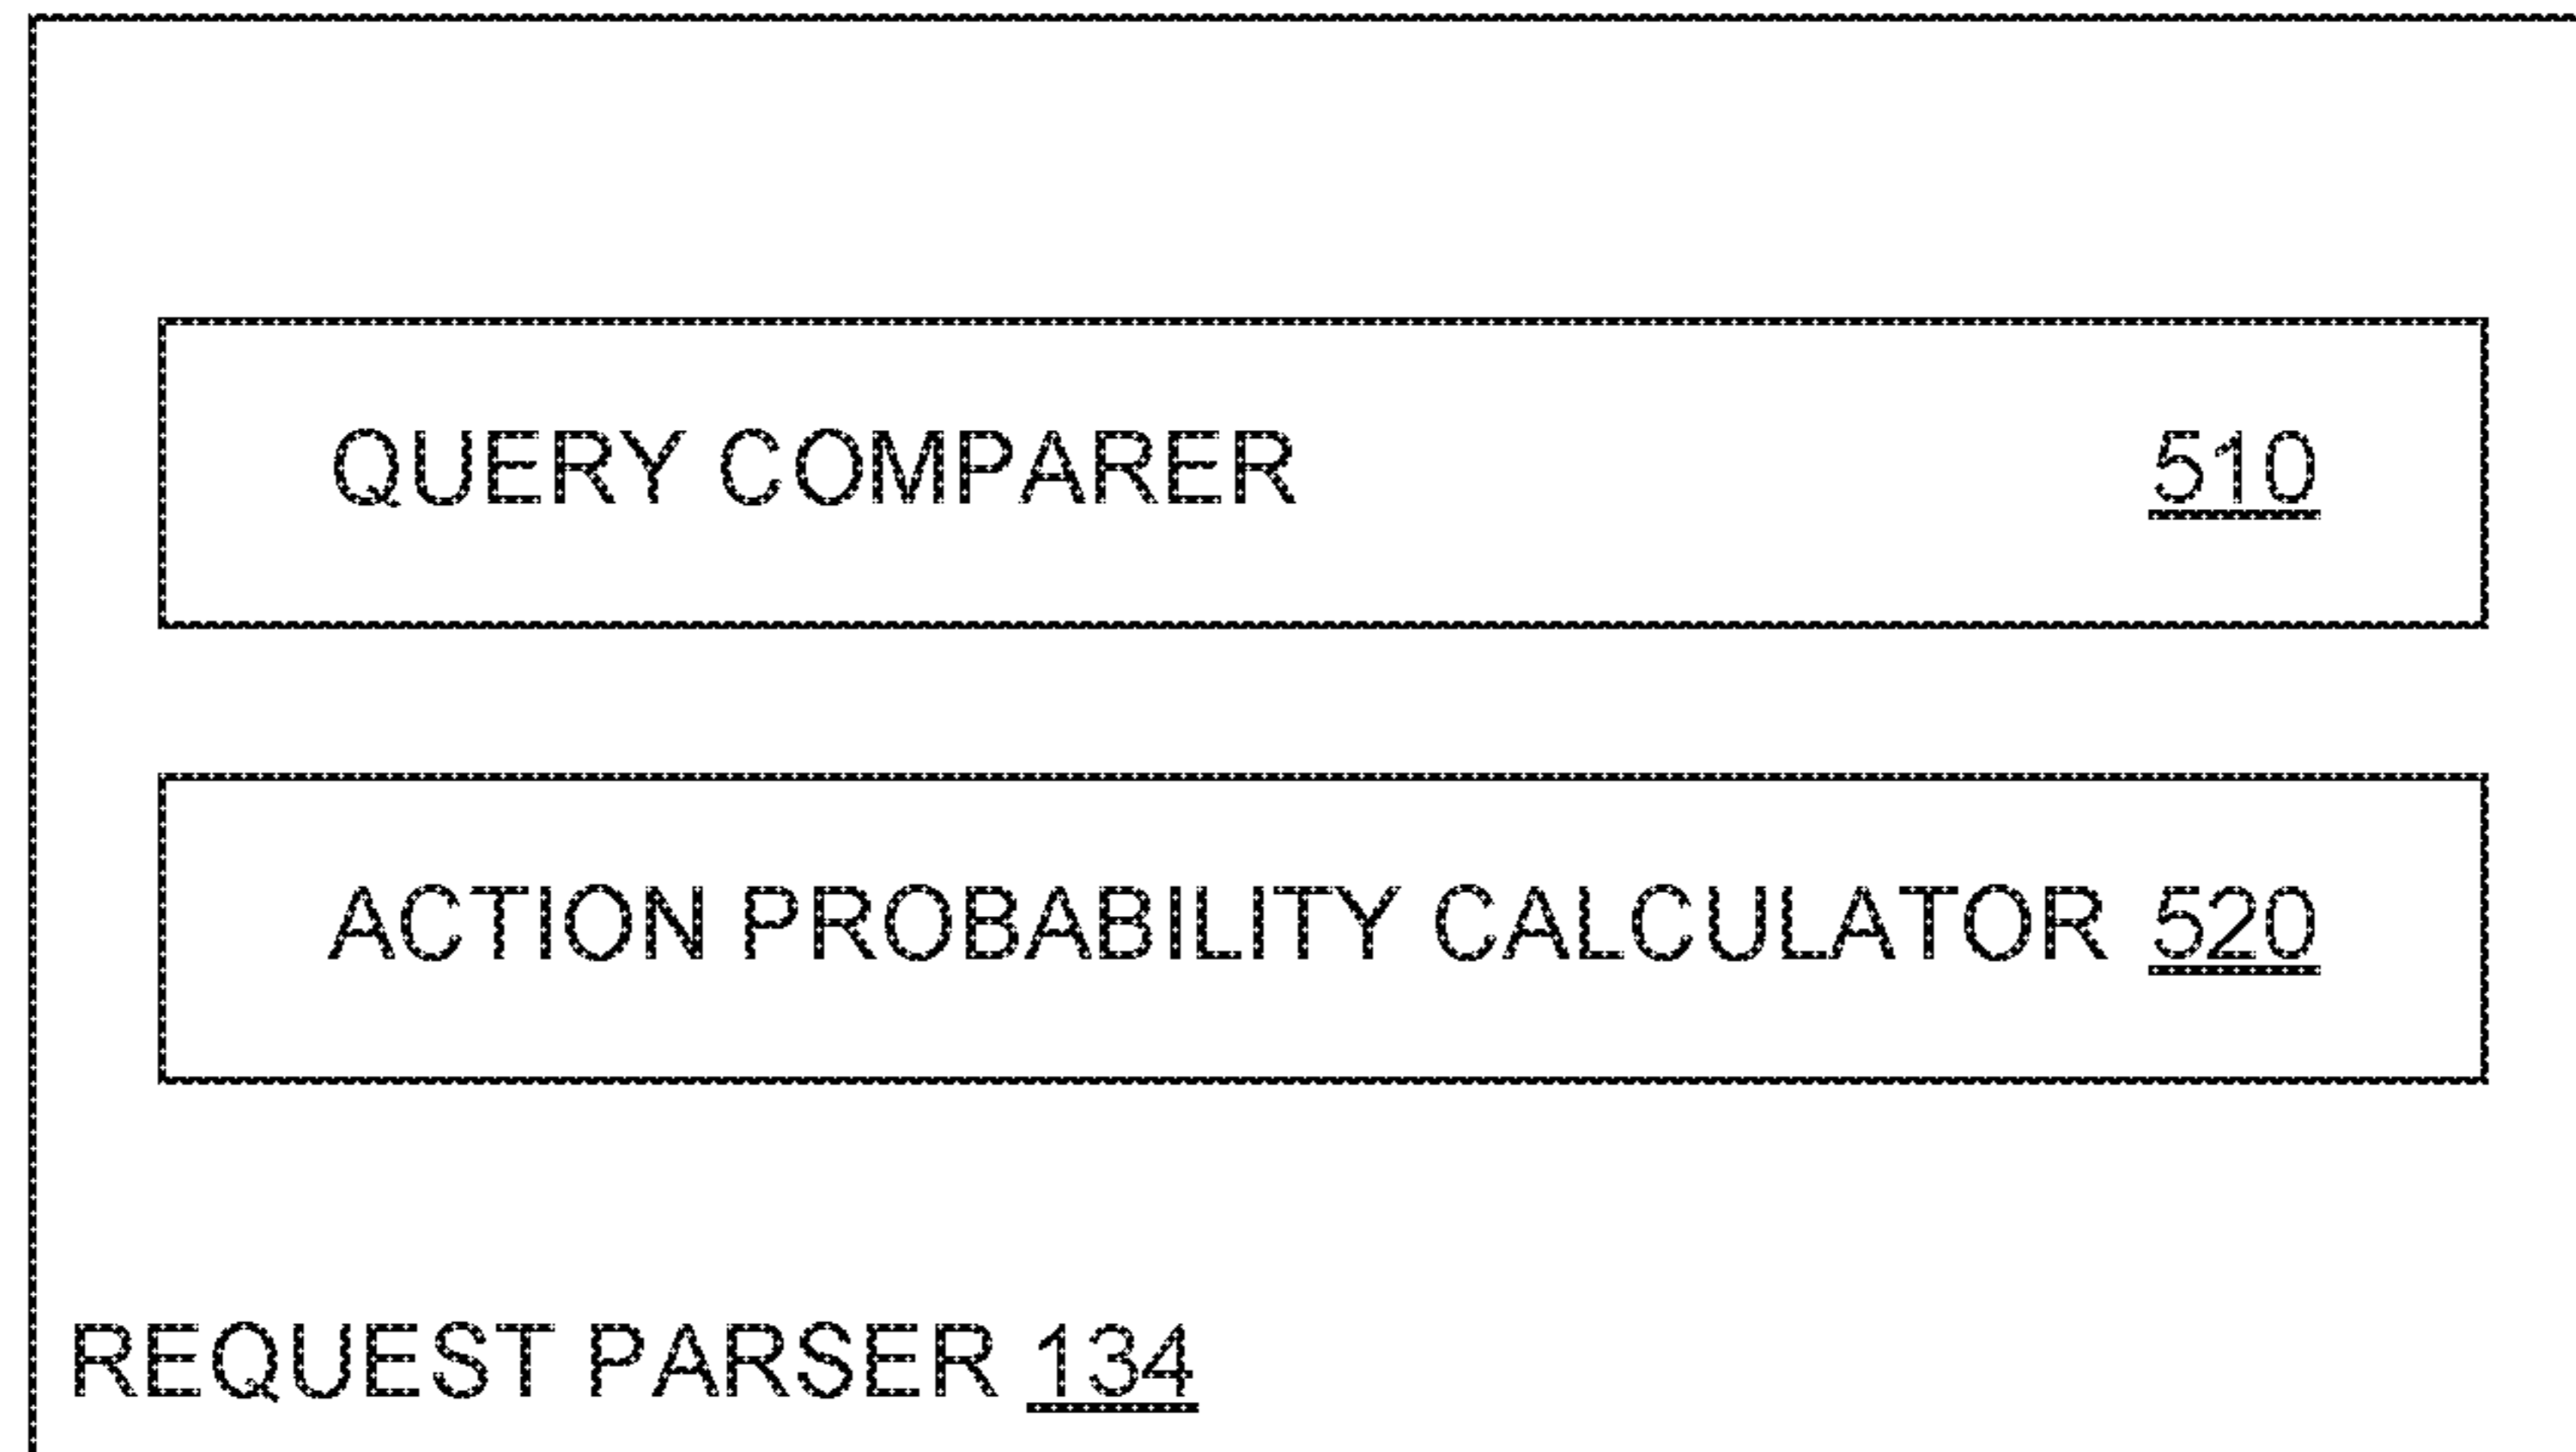 QUERY COMPARER 510
ACTION PROBABILITY CALCULATOR 520
REQUEST PARSER 134